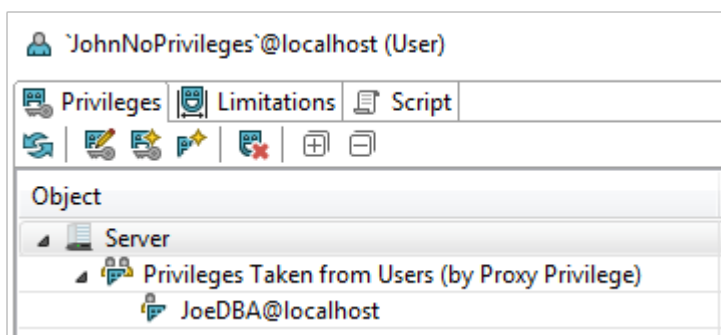 `JohnNoPrivileges`@localhost (User)
Privileges Limitations Script
Object
Server
Privileges Taken from Users (by Proxy Privilege)
JoeDBA@localhost